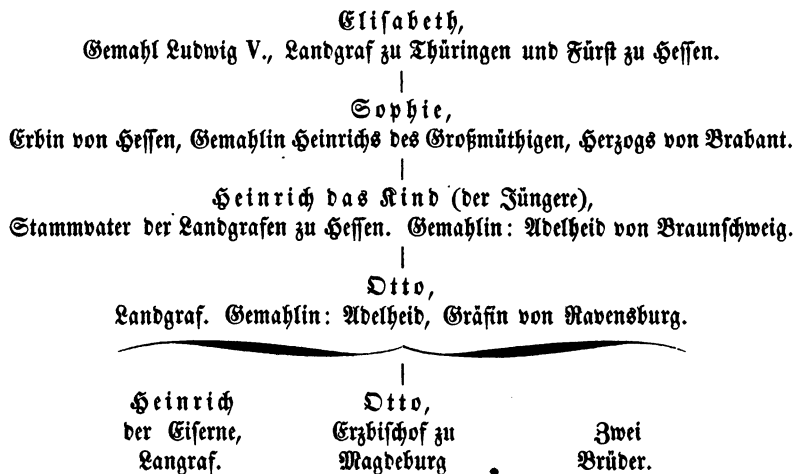 Elisabeth,
Gemahl Ludwig V., Landgraf zu Thüringen und Fürst zu Hessen.
Sophie,
Erbin von Hessen, Gemahlin Heinrichs des Großmüthigen, Herzogs von Brabant.
Heinrich das Kind (der Jüngere),
Stammvater der Landgrafen zu Hessen. Gemahlin: Adelheid von Braunschweig.
Otto,
Landgraf. Gemahlin: Adelheid, Gräfin von Ravensburg.
Heinrich Otto,
der Eiserne, Erzbischof zu Zwei
Langraf. Magdeburg Brüder.